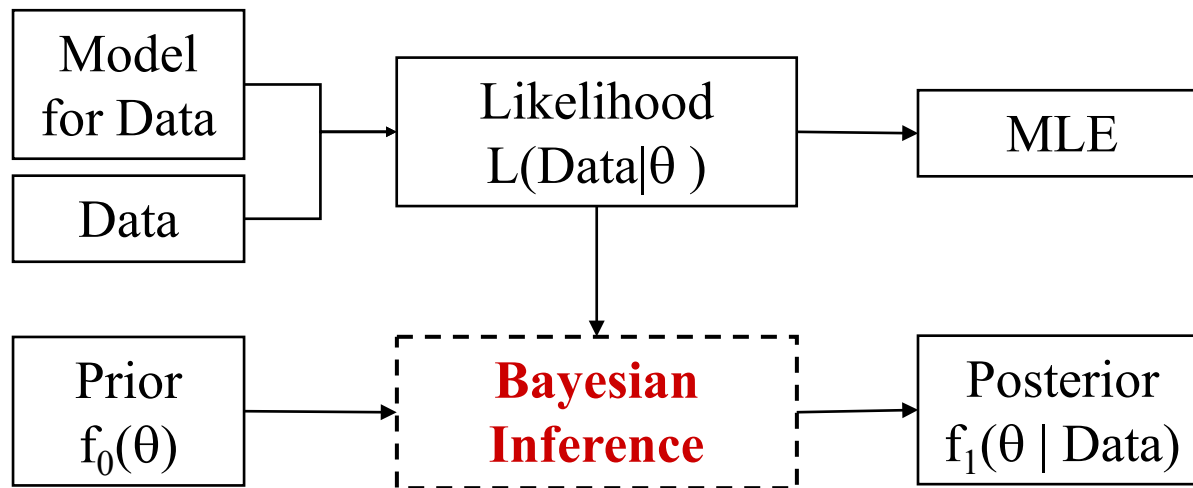 Model
for Data
Data
Likelihood
L(Data|θ )
MLE
Prior
f₀(θ)
Bayesian
Inference
Posterior
f₁(θ | Data)